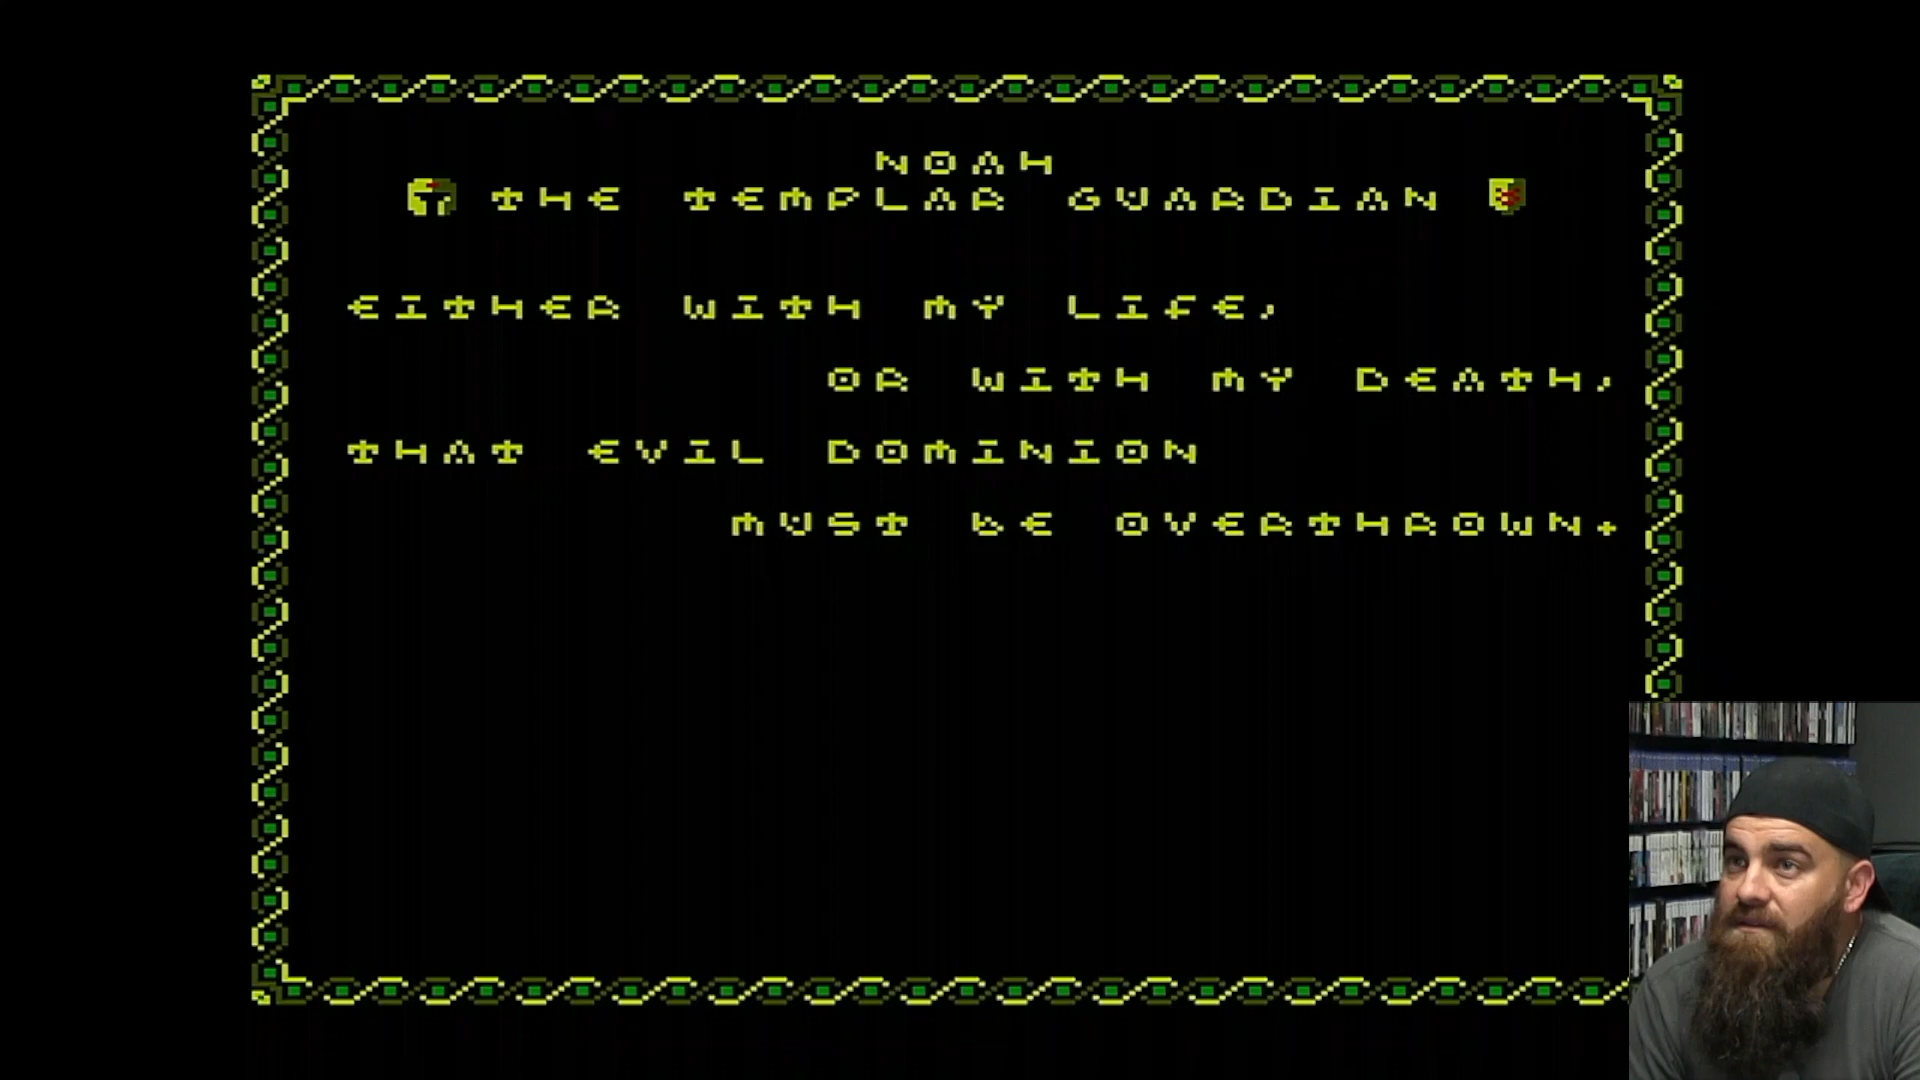 NOAH
THE TEMPLAR GUARDIAN
EITHER WITH MY LIFE,
OR WITH MY DEATH,
THAT EVIL DOMINION
MUST BE OVERTHROWN.